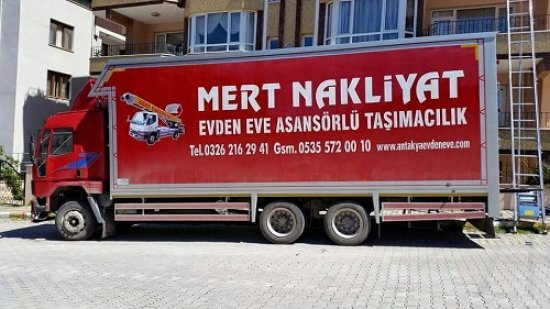 MERT NAKLİYAT
EVDEN EVE ASANSÖRLÜ TAŞIMACILIK
Tel.0326 216 29 41 Gsm.0535 572 00 10 www.antakyaevdeneve.com